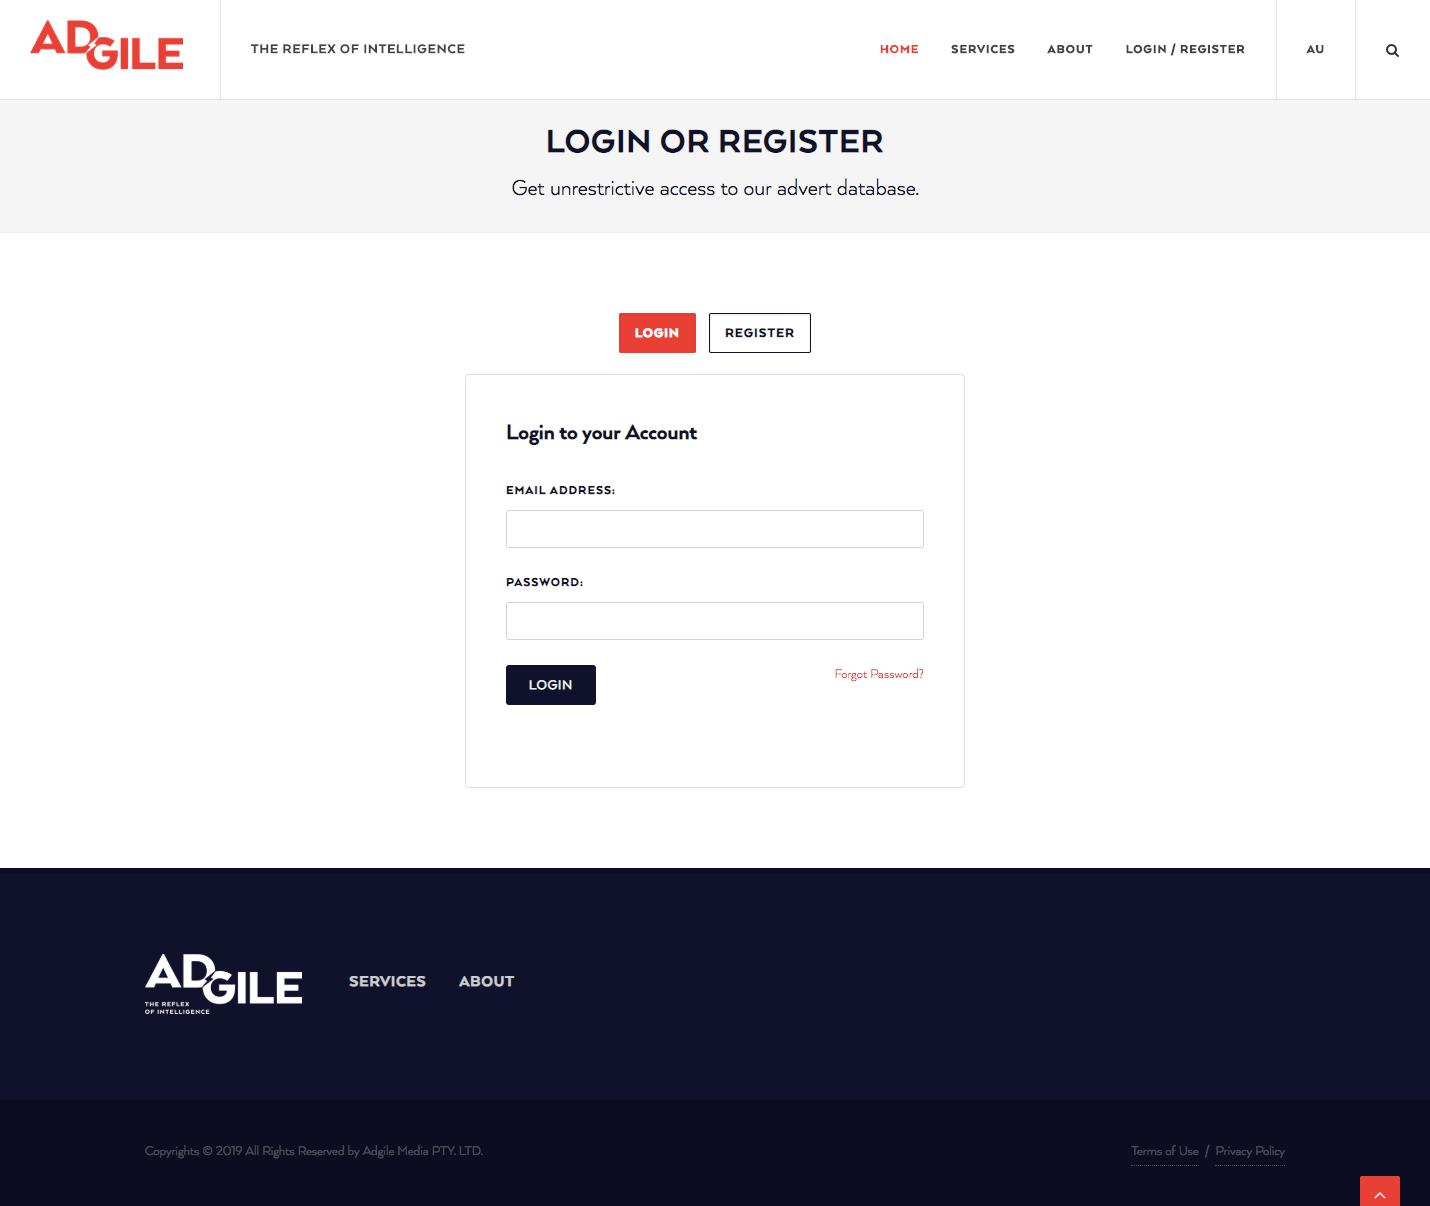 ADGILE
THE REFLEX OF INTELLIGENCE
HOME SERVICES ABOUT LOGIN / REGISTER AU
LOGIN OR REGISTER
Get unrestrictive access to our advert database.
LOGIN REGISTER
Login to your Account
EMAIL ADDRESS:
PASSWORD:
LOGIN Forgot Password?
ADGILE
THE REFLEX
OF INTELLIGENCE
SERVICES ABOUT
Copyrights © 2019 All Rights Reserved by Adgile Media PTY. LTD.
Terms of Use / Privacy Policy